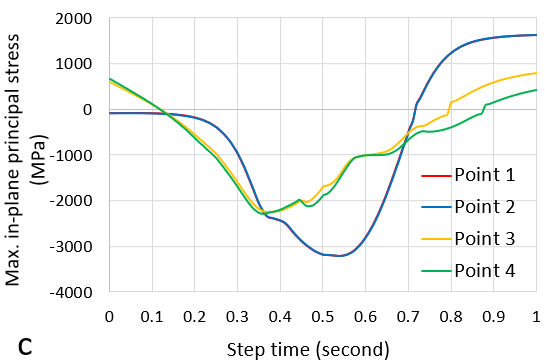 Max. in-plane principal stress
(MPa)
2000
1000
0
-1000
-2000
-3000
-4000
Point 1
Point 2
Point 3
Point 4
0 0.1 0.2 0.3 0.4 0.5 0.6 0.7 0.8 0.9 1
C
Step time (second)